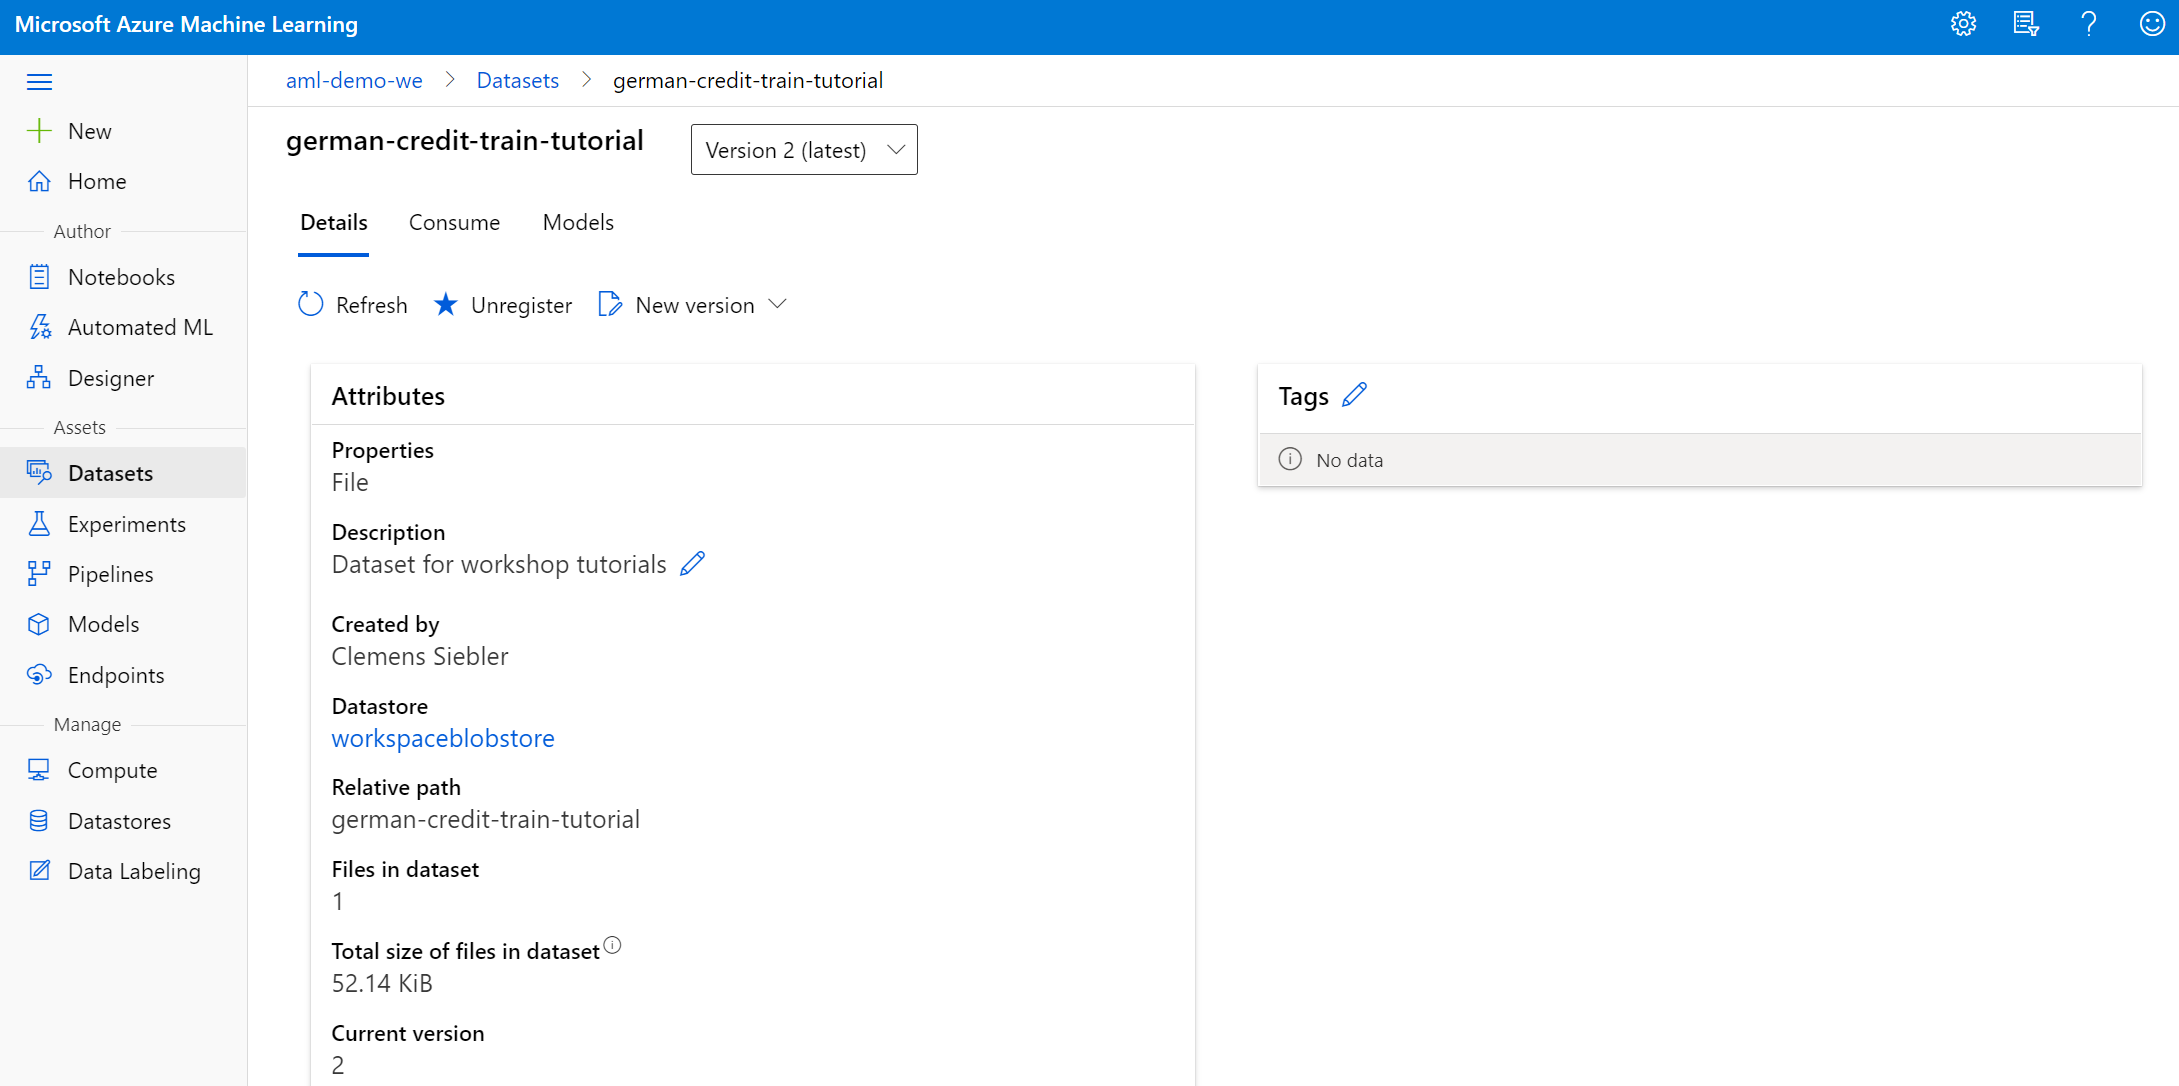 Microsoft Azure Machine Learning
aml-demo-we > Datasets > german-credit-train-tutorial
New
Home
Author
Notebooks
Automated ML
Designer
Assets
Datasets
Experiments
Pipelines
Models
Endpoints
Manage
Compute
Datastores
Data Labeling
german-credit-train-tutorial
Version 2 (latest)
Details Consume Models
Refresh Unregister New version
Attributes
Properties
File
Description
Dataset for workshop tutorials
Created by
Clemens Siebler
Datastore
workspaceblobstore
Relative path
german-credit-train-tutorial
Files in dataset
1
Total size of files in dataset
52.14 KiB
Current version
2
Tags
No data